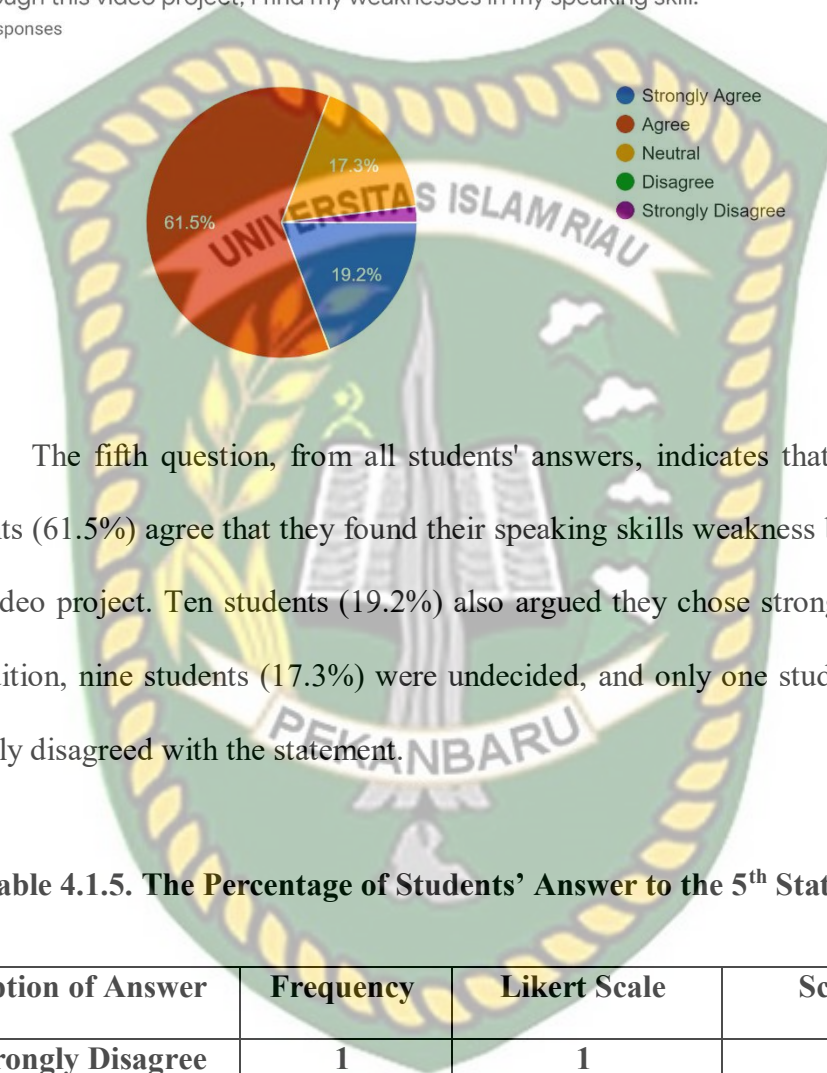 ough this video project, I find my weaknesses in my speaking skill.
sponses
Strongly Agree
Agree
Neutral
Disagree
Strongly Disagree
17.3%
61.5%
19.2%
UNIVERSITAS ISLAM RIAU
The fifth question, from all students' answers, indicates that
ts (61.5%) agree that they found their speaking skills weakness
deo project. Ten students (19.2%) also argued they chose strong
ition, nine students (17.3%) were undecided, and only one stud
ly disagreed with the statement.
PEKANBARU
able 4.1.5. The Percentage of Students' Answer to the 5th Stat
ption of Answer Frequency Likert Scale Sc
rongly Disagree 1 1